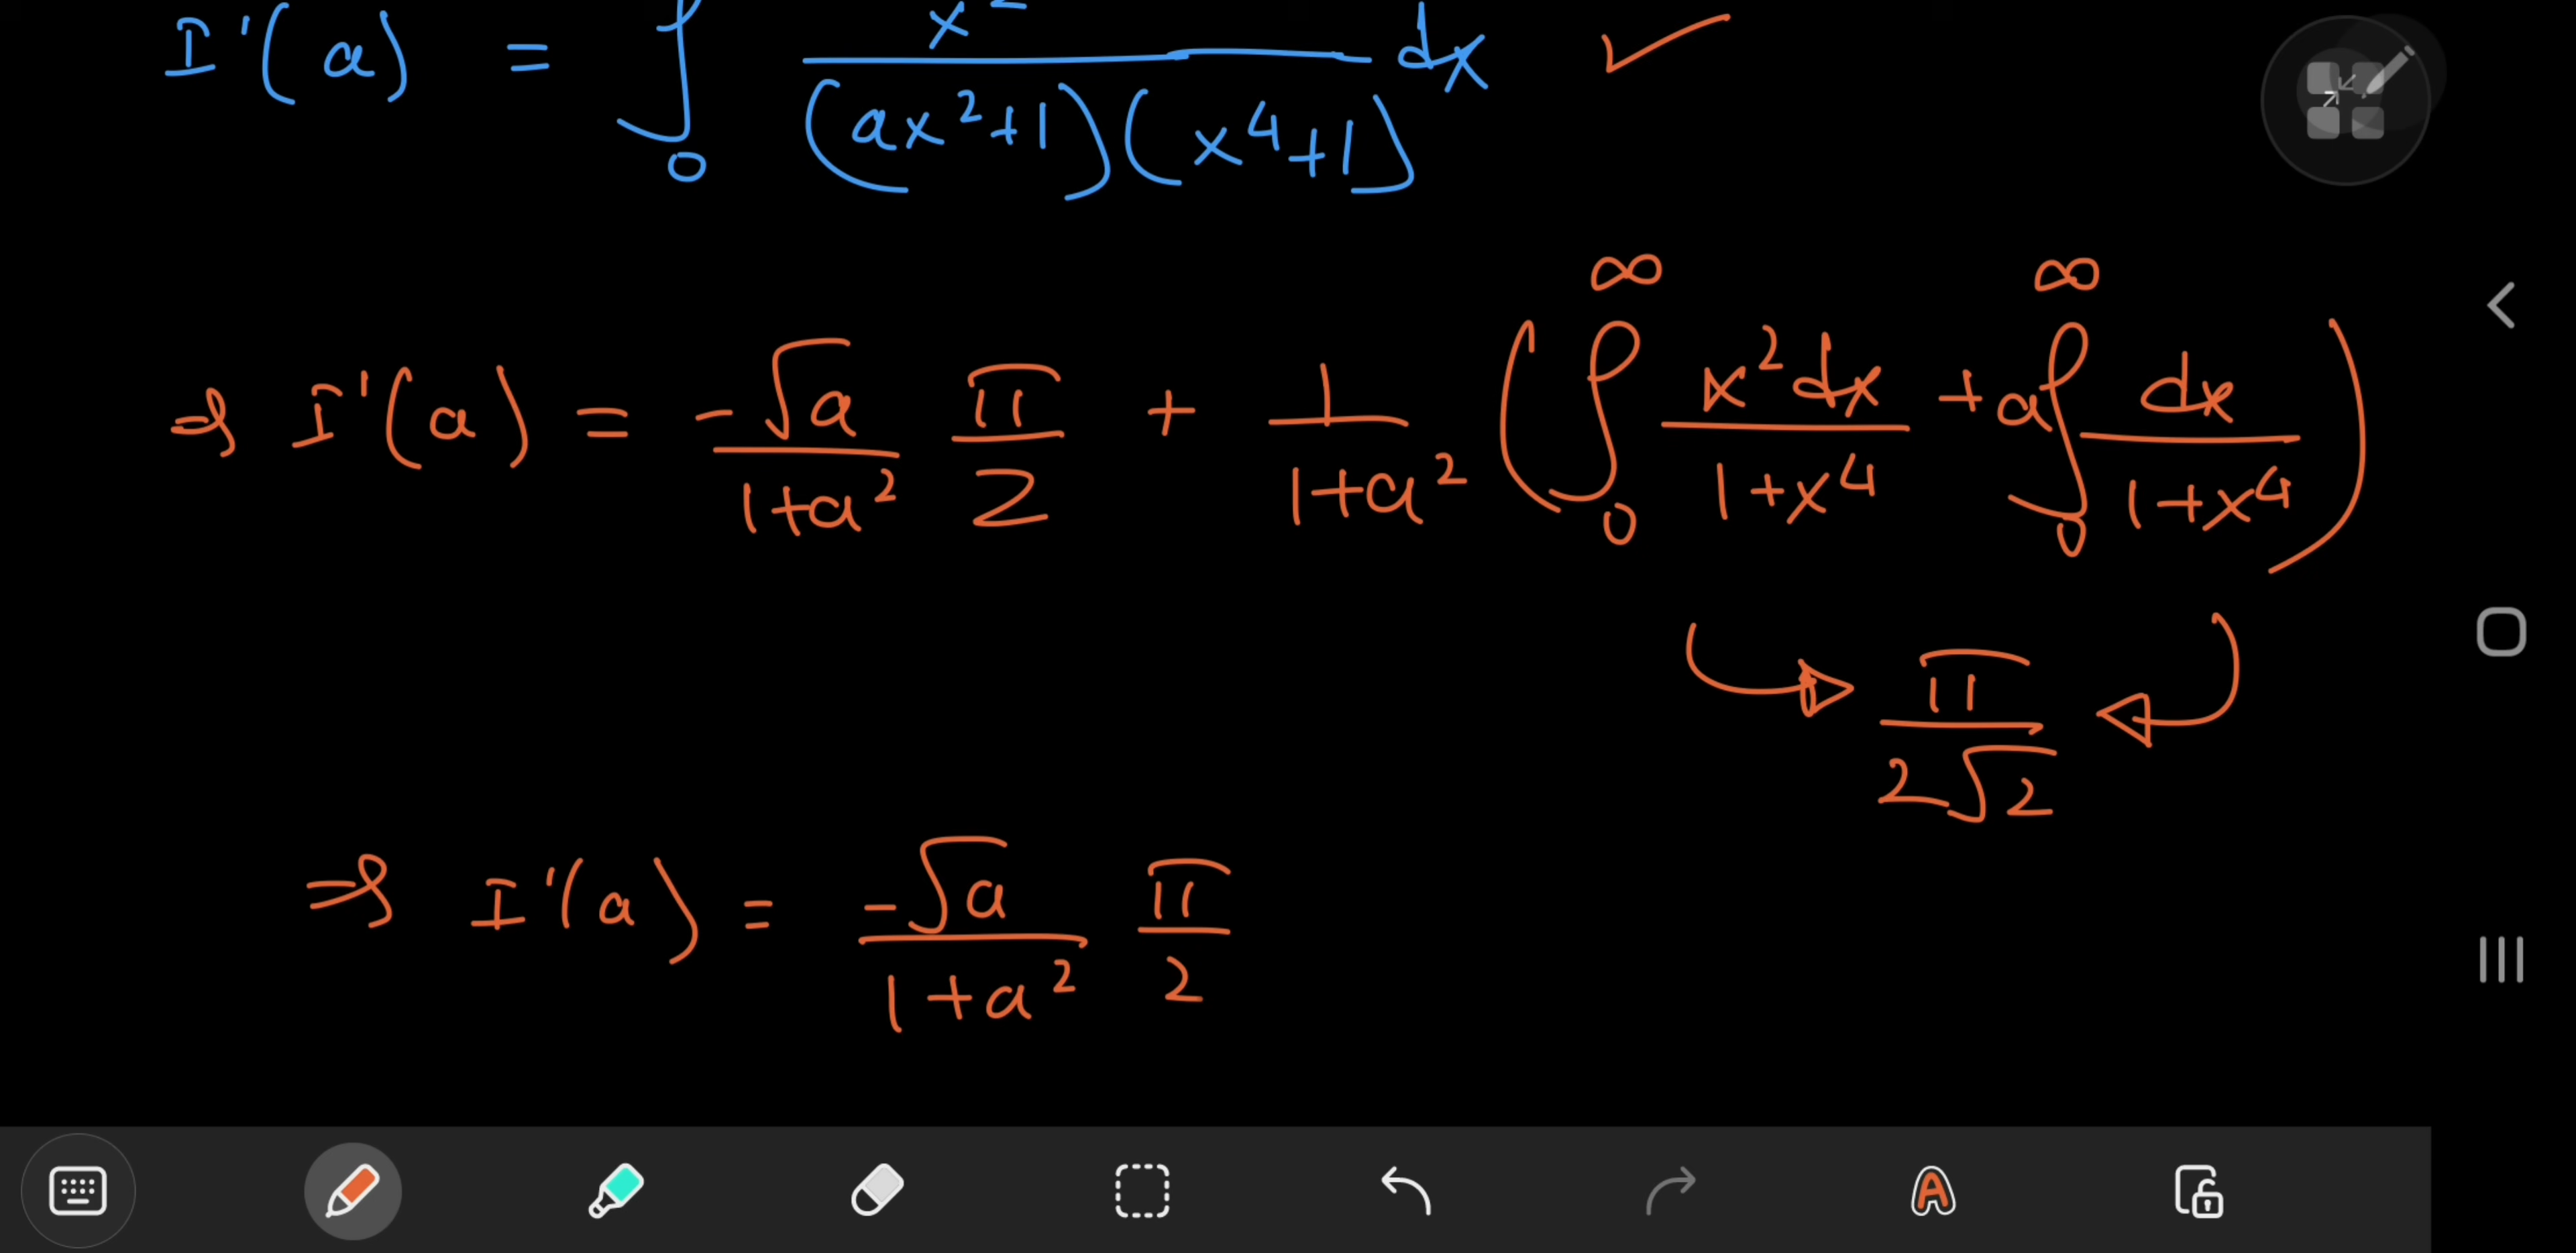 I'(a) = ∫₀ x² / (ax²+1)(x⁴+1) dx ✓
⇒ I'(a) = -√a / 1+a² π/2 + 1 / 1+a² ( ∫₀^∞ x²dx / 1+x⁴ + a ∫₀^∞ dx / 1+x⁴ )
π / 2√2
⇒ I'(a) = -√a / 1+a² π/2
A